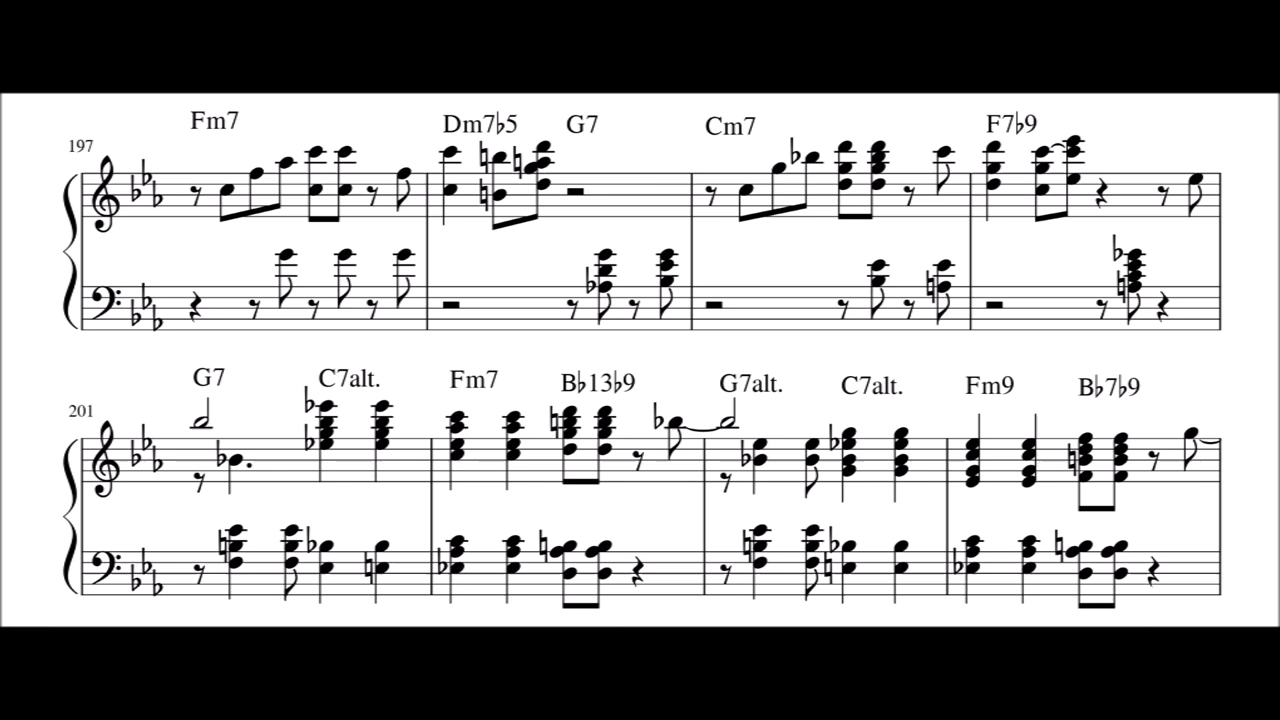 Fm7 Dm7♭5 G7 Cm7 F7♭9
197
G7 C7alt. Fm7 B♭13♭9 G7alt. C7alt. Fm9 B♭7♭9
201